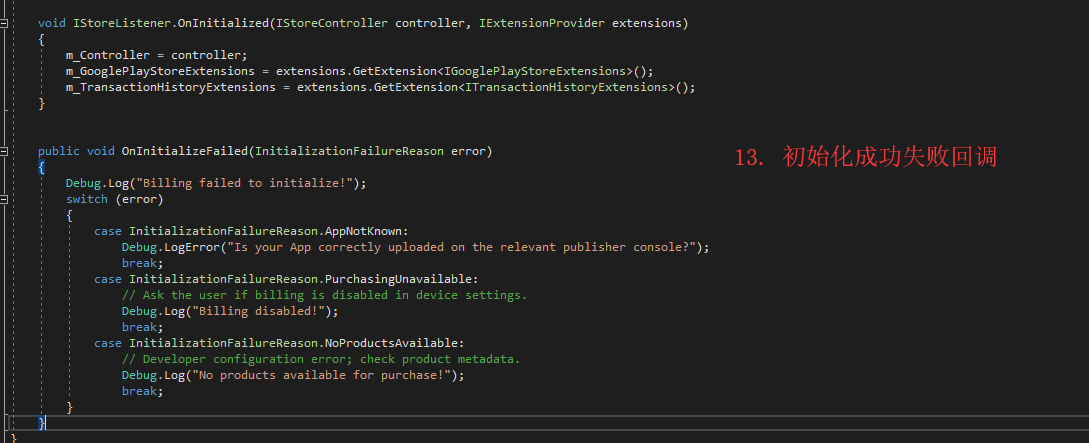 void IStoreListener.OnInitialized(IStoreController controller, IExtensionProvider extensions)
{
m_Controller = controller;
m_GooglePlayStoreExtensions = extensions.GetExtension<IGooglePlayStoreExtensions>();
m_TransactionHistoryExtensions = extensions.GetExtension<ITransactionHistoryExtensions>();
}
public void OnInitializeFailed(InitializationFailureReason error)
13. 初始化成功失败回调
{
Debug.Log("Billing failed to initialize!");
switch (error)
{
case InitializationFailureReason.AppNotKnown:
Debug.LogError("Is your App correctly uploaded on the relevant publisher console?");
break;
case InitializationFailureReason.PurchasingUnavailable:
// Ask the user if billing is disabled in device settings.
Debug.Log("Billing disabled!");
break;
case InitializationFailureReason.NoProductsAvailable:
// Developer configuration error; check product metadata.
Debug.Log("No products available for purchase!");
break;
}
}
}